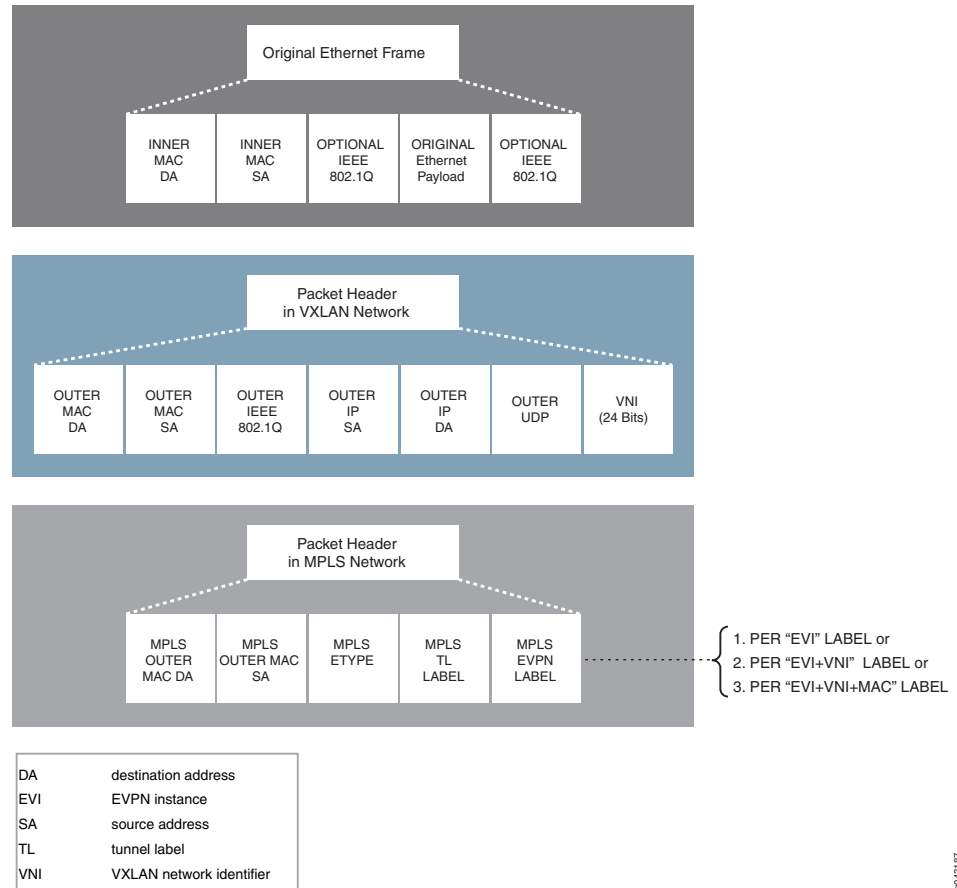 Original Ethernet Frame
INNER
MAC
DA
INNER
MAC
SA
OPTIONAL
IEEE
802.1Q
ORIGINAL
Ethernet
Payload
OPTIONAL
IEEE
802.1Q
Packet Header
in VXLAN Network
OUTER
MAC
DA
OUTER
MAC
SA
OUTER
IEEE
802.1Q
OUTER
IP
SA
OUTER
IP
DA
OUTER
UDP
VNI
(24 Bits)
Packet Header
in MPLS Network
MPLS
OUTER
MAC DA
MPLS
OUTER MAC
SA
MPLS
ETYPE
MPLS
TL
LABEL
MPLS
EVPN
LABEL
1. PER “EVI” LABEL or
2. PER “EVI+VNI” LABEL or
3. PER “EVI+VNI+MAC” LABEL
DA destination address
EVI EVPN instance
SA source address
TL tunnel label
VNI VXLAN network identifier